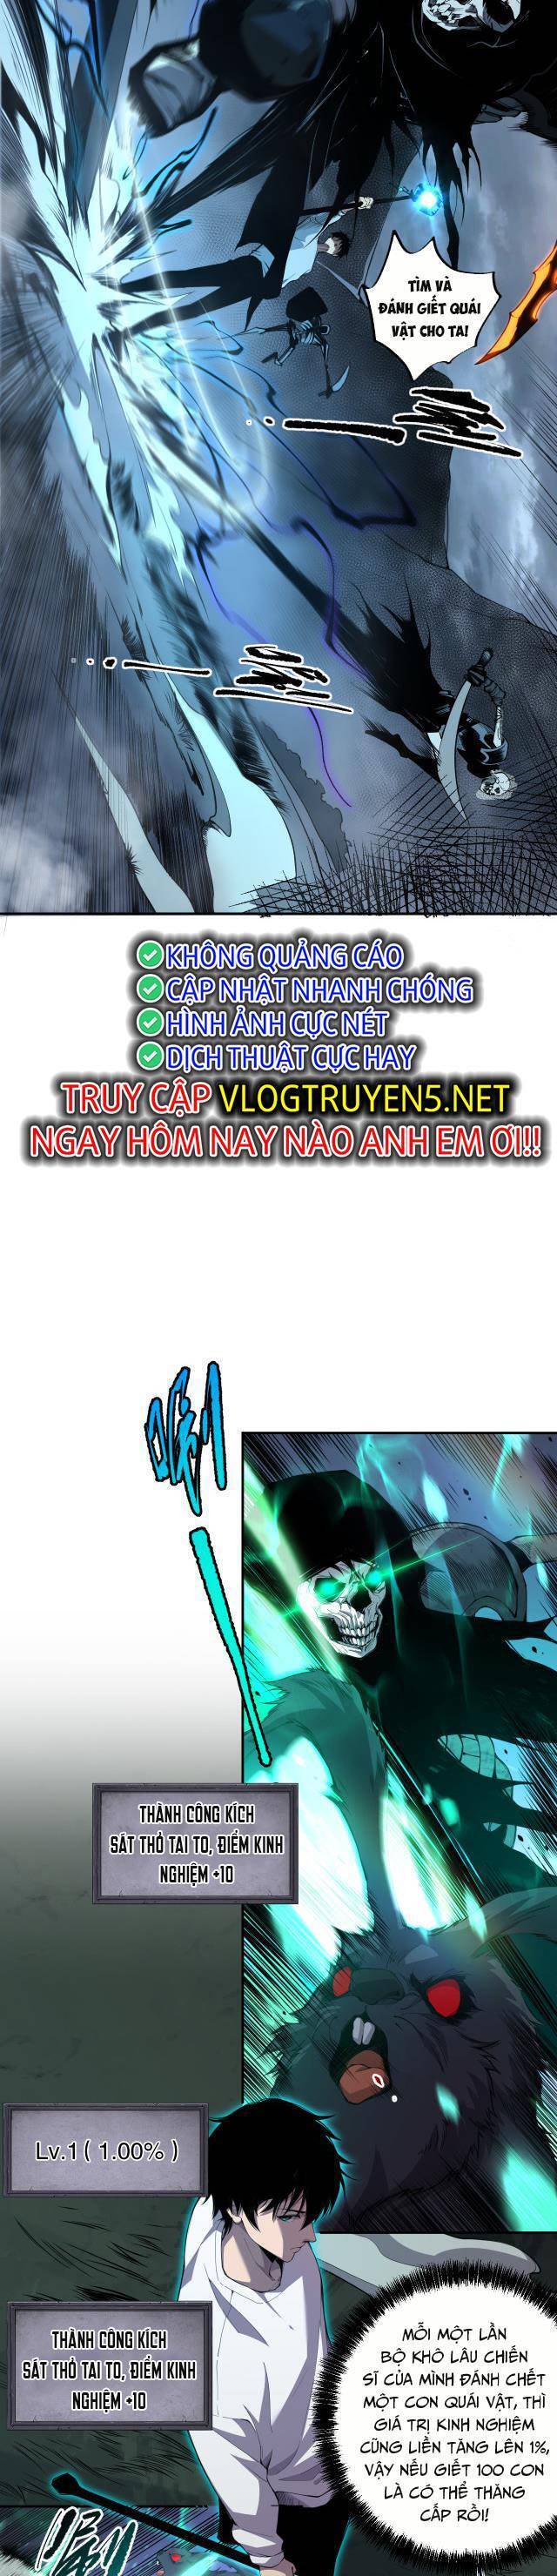 TÌM VÀ
ĐÁNH GIẾT QUÁI
VẬT CHO TA!
KHÔNG QUẢNG CÁO
CẬP NHẬT NHANH CHÓNG
HÌNH ẢNH CỰC NÉT
DỊCH THUẬT CỰC HAY
TRUY CẬP VLOGTRUYEN5.NET
NGAY HÔM NAY NÀO ANH EM ƠI!!
THÀNH CÔNG KÍCH
SÁT THỎ TAI TO, ĐIỂM KINH
NGHIỆM +10
Lv.1 ( 1.00% )
THÀNH CÔNG KÍCH
SÁT THỎ TAI TO, ĐIỂM KINH
NGHIỆM +10
MỖI MỘT LẦN
BỘ KHÔ LÂU CHIẾN
SĨ CỦA MÌNH ĐÁNH CHẾT
MỘT CON QUÁI VẬT, THÌ
GIÁ TRỊ KINH NGHIỆM
CŨNG LIỀN TĂNG LÊN 1%,
VẬY NẾU GIẾT 100 CON
LÀ CÓ THỂ THĂNG
CẤP RỒI!